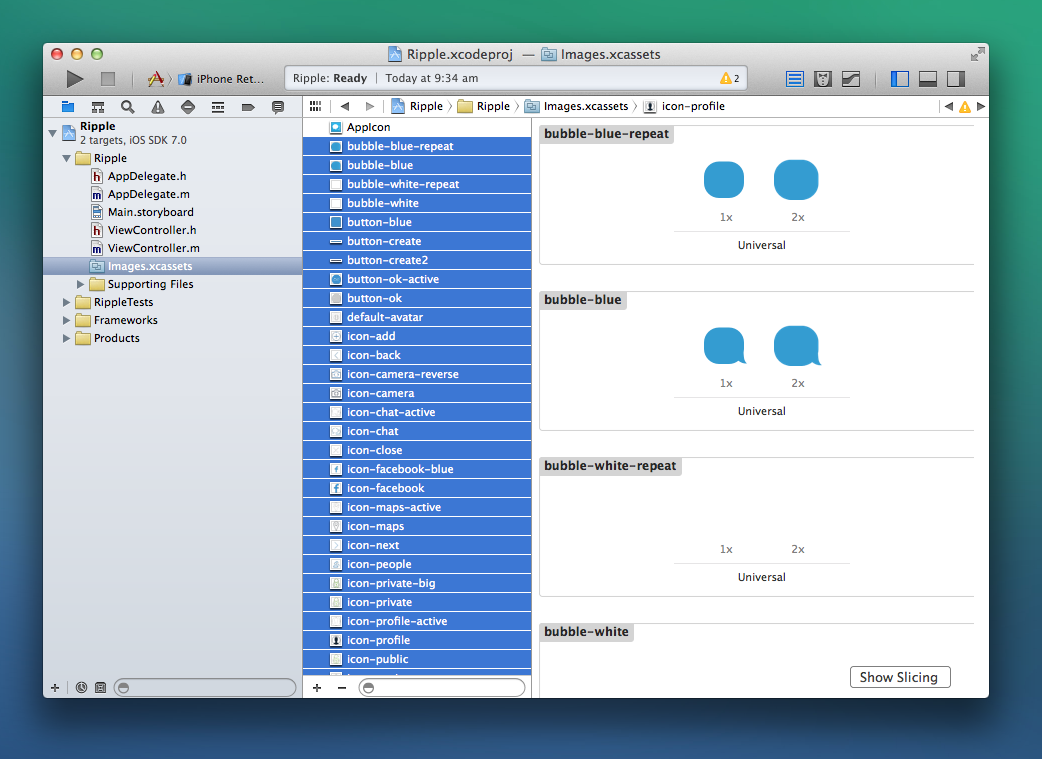 Ripple.xcodeproj — Images.xcassets
iPhone Ret...
Ripple: Ready | Today at 9:34 am
2
Ripple
Ripple
Images.xcassets
icon-profile
Ripple
2 targets, iOS SDK 7.0
Ripple
h AppDelegate.h
m AppDelegate.m
Main.storyboard
h ViewController.h
m ViewController.m
Images.xcassets
Supporting Files
RippleTests
Frameworks
Products
AppIcon
bubble-blue-repeat
bubble-blue
bubble-white-repeat
bubble-white
button-blue
button-create
button-create2
button-ok-active
button-ok
default-avatar
icon-add
icon-back
icon-camera-reverse
icon-camera
icon-chat-active
icon-chat
icon-close
icon-facebook-blue
icon-facebook
icon-maps-active
icon-maps
icon-next
icon-people
icon-private-big
icon-private
icon-profile-active
icon-profile
icon-public
bubble-blue-repeat
1x 2x
Universal
bubble-blue
1x 2x
Universal
bubble-white-repeat
1x 2x
Universal
bubble-white
Show Slicing